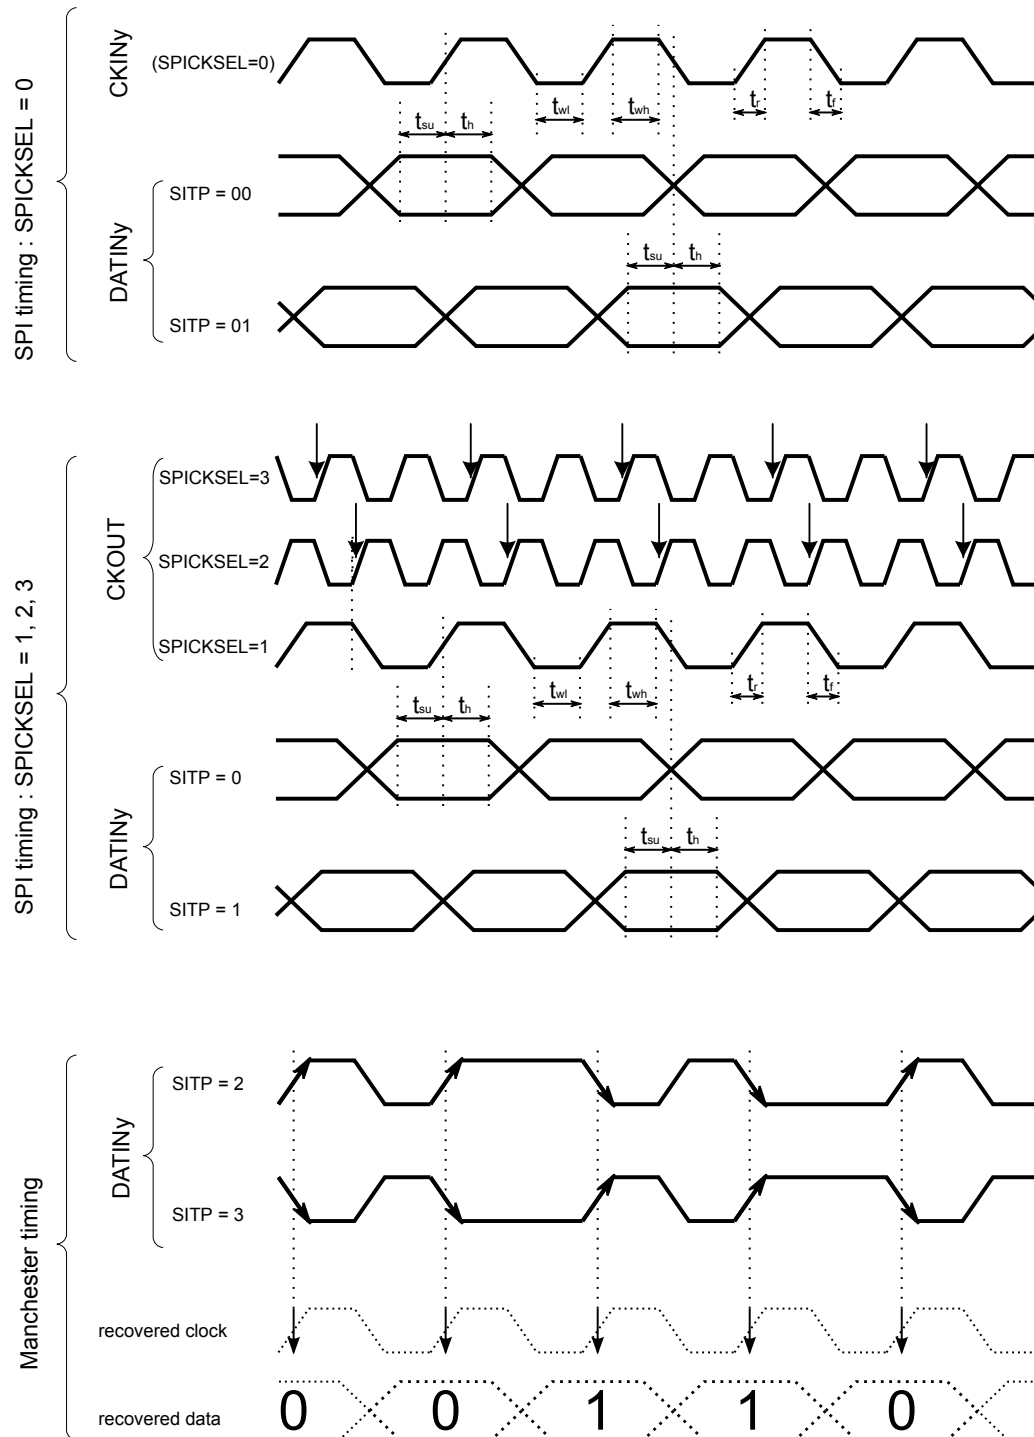 SPI timing : SPICKSEL = 0
CKINy
(SPICKSEL=0)
twl
twh
tr
tf
tsu
th
DATINy
SITP = 00
tsu
th
SITP = 01
SPI timing : SPICKSEL = 1, 2, 3
CKOUT
SPICKSEL=3
SPICKSEL=2
SPICKSEL=1
twl
twh
tr
tf
tsu
th
DATINy
SITP = 0
tsu
th
SITP = 1
Manchester timing
DATINy
SITP = 2
SITP = 3
recovered clock
recovered data
0 0 1 1 0